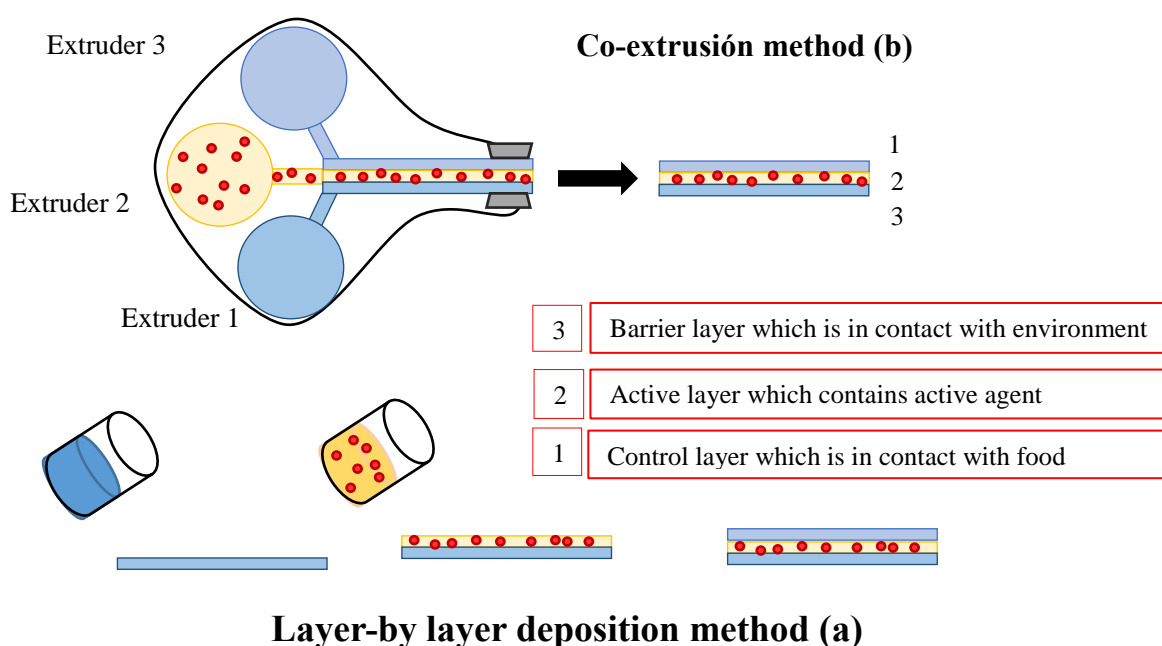 Extruder 3
Co-extrusión method (b)
Extruder 2
Extruder 1
1
2
3
3 Barrier layer which is in contact with environment
2 Active layer which contains active agent
1 Control layer which is in contact with food
Layer-by layer deposition method (a)